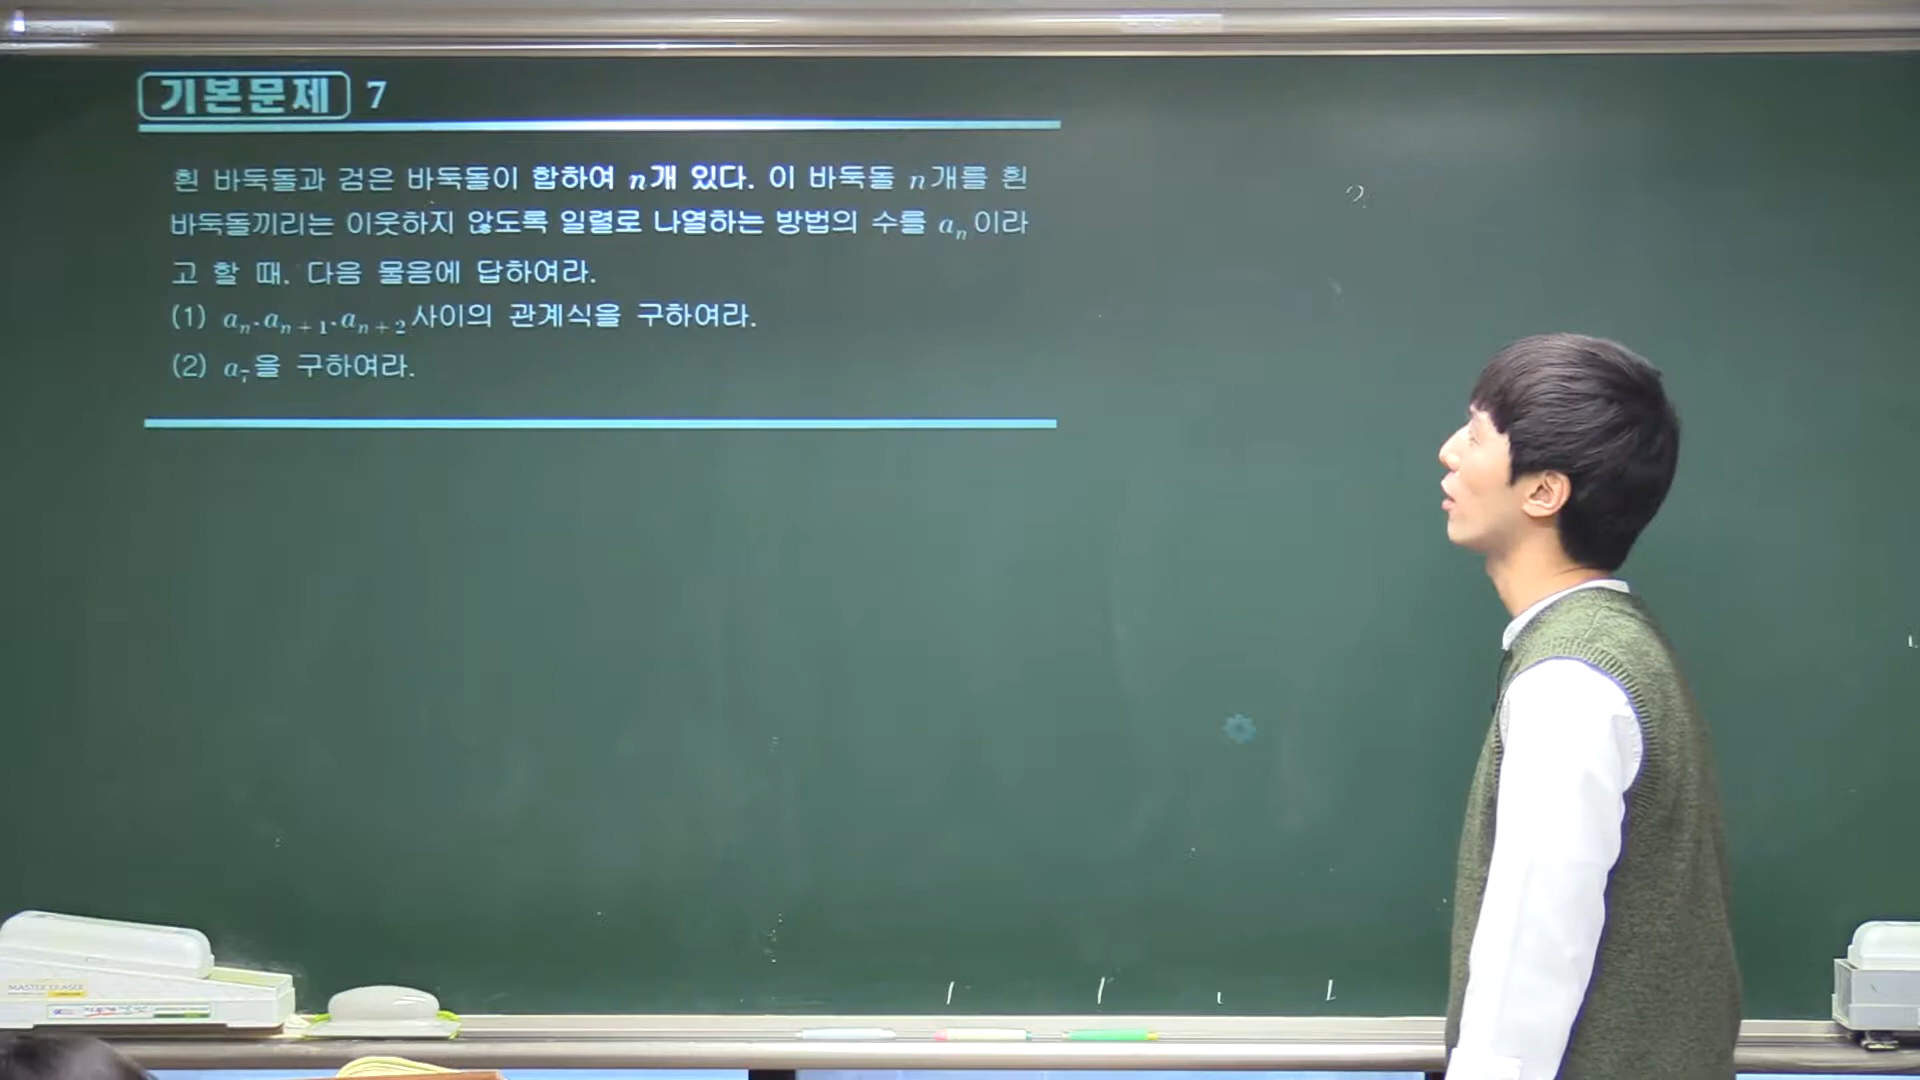 기본문제 7
흰 바둑돌과 검은 바둑돌이 합하여 n개 있다. 이 바둑돌 n개를 흰
바둑돌끼리는 이웃하지 않도록 일렬로 나열하는 방법의 수를 aₙ이라
고 할 때, 다음 물음에 답하여라.
(1) aₙ, aₙ₊₁, aₙ₊₂ 사이의 관계식을 구하여라.
(2) a₇을 구하여라.
MASTER ERASER